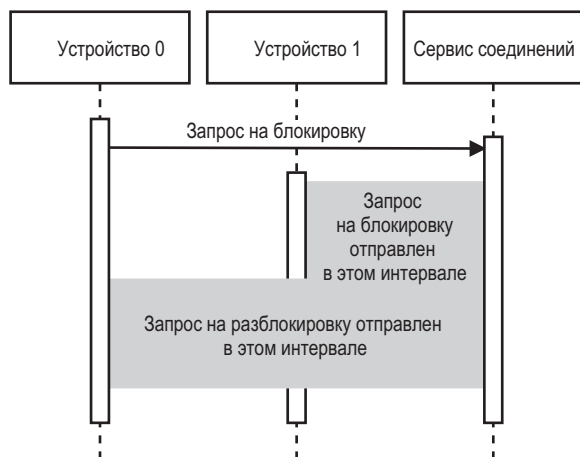 Устройство 0
Устройство 1
Сервис соединений
Запрос на блокировку
Запрос
на блокировку
отправлен
в этом интервале
Запрос на разблокировку отправлен
в этом интервале